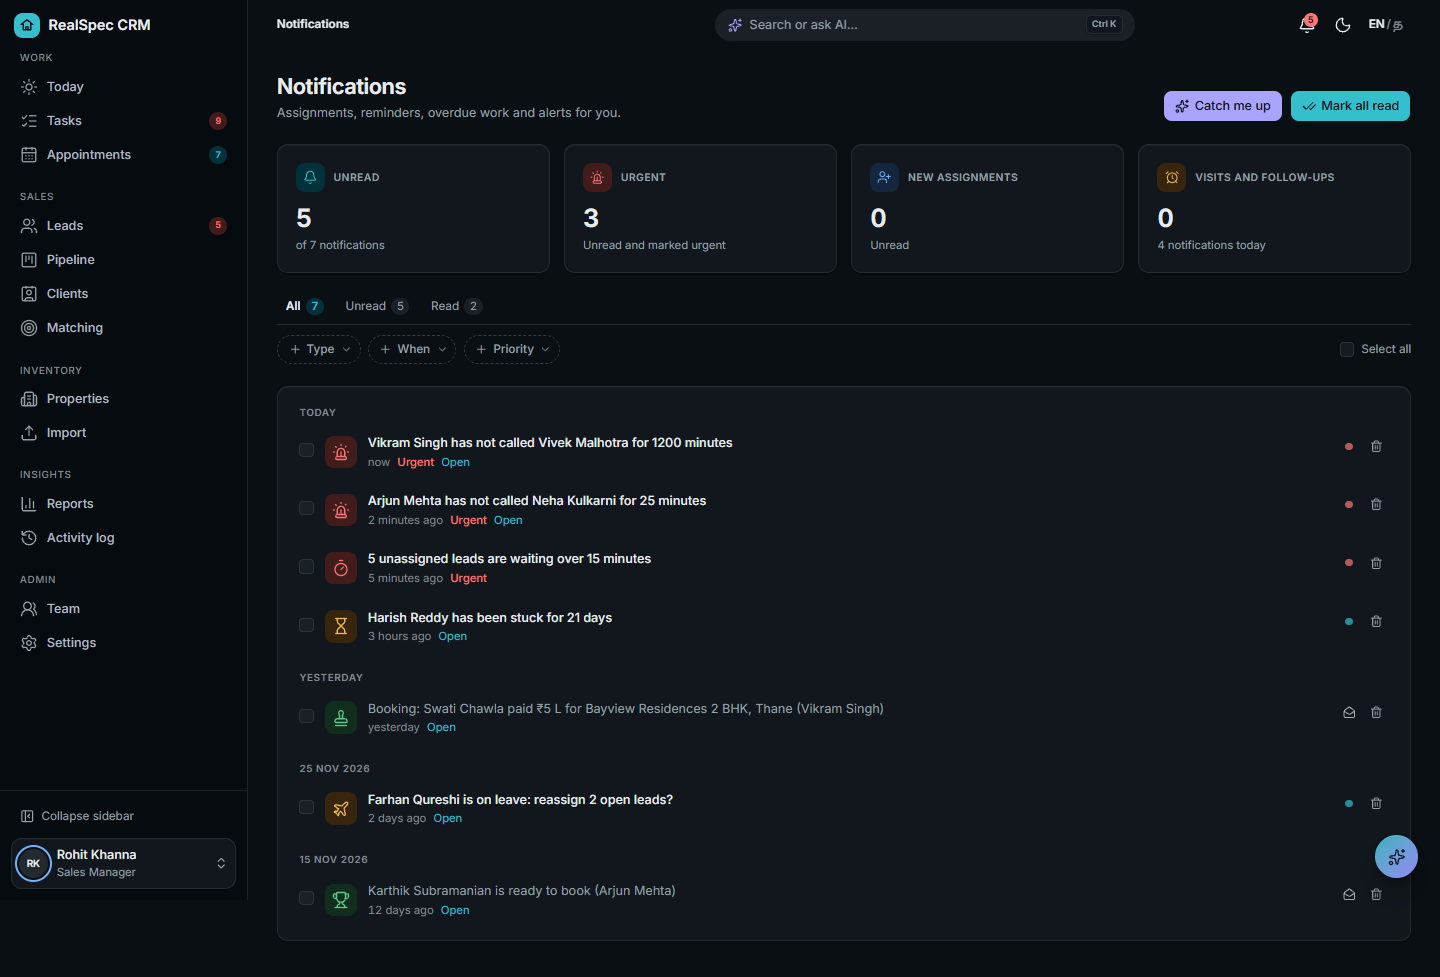 RealSpec CRM
WORK
Today
Tasks 9
Appointments 7
SALES
Leads 5
Pipeline
Clients
Matching
INVENTORY
Properties
Import
INSIGHTS
Reports
Activity log
ADMIN
Team
Settings
Collapse sidebar
RK
Rohit Khanna
Sales Manager
Notifications
Search or ask AI... Ctrl K
5
EN / த
Notifications
Assignments, reminders, overdue work and alerts for you.
Catch me up
Mark all read
UNREAD
5
of 7 notifications
URGENT
3
Unread and marked urgent
NEW ASSIGNMENTS
0
Unread
VISITS AND FOLLOW-UPS
0
4 notifications today
All 7 Unread 5 Read 2
Type When Priority
Select all
TODAY
Vikram Singh has not called Vivek Malhotra for 1200 minutes
now Urgent Open
Arjun Mehta has not called Neha Kulkarni for 25 minutes
2 minutes ago Urgent Open
5 unassigned leads are waiting over 15 minutes
5 minutes ago Urgent
Harish Reddy has been stuck for 21 days
3 hours ago Open
YESTERDAY
Booking: Swati Chawla paid ₹5 L for Bayview Residences 2 BHK, Thane (Vikram Singh)
yesterday Open
25 NOV 2026
Farhan Qureshi is on leave: reassign 2 open leads?
2 days ago Open
15 NOV 2026
Karthik Subramanian is ready to book (Arjun Mehta)
12 days ago Open